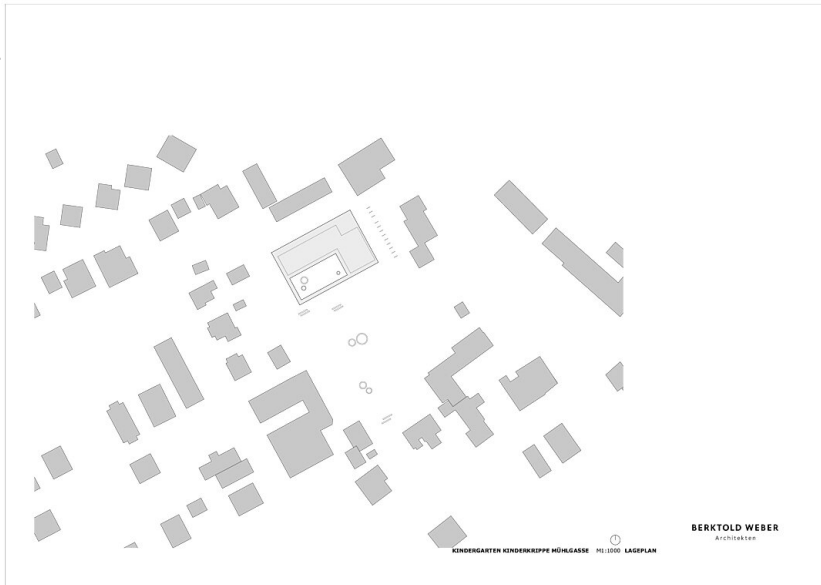 BERKTOLD WEBER
Architekten
KINDERGARTEN KINDERKRIPPE MÜHLGASSE M1:1000 LAGEPLAN